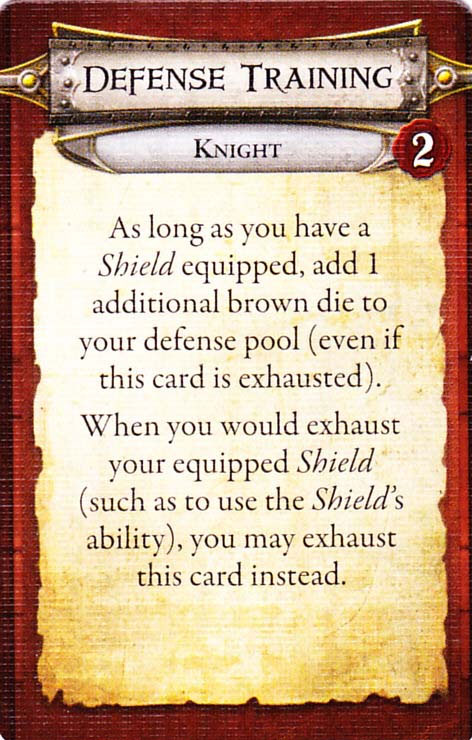 Defense Training
Knight
2
As long as you have a
Shield equipped, add 1
additional brown die to
your defense pool (even if
this card is exhausted).
When you would exhaust
your equipped Shield
(such as to use the Shield's
ability), you may exhaust
this card instead.